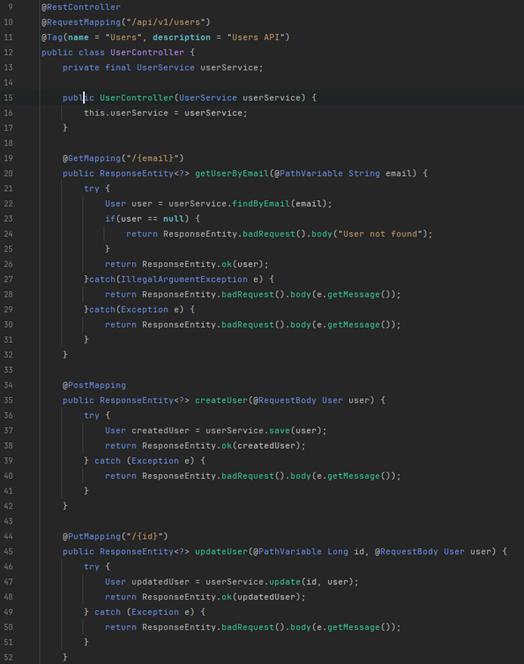 9 @RestController
10 @RequestMapping("/api/v1/users")
11 @Tag(name = "Users", description = "Users API")
12 public class UserController {
13     private final UserService userService;
14
15     public UserController(UserService userService) {
16         this.userService = userService;
17     }
18
19     @GetMapping("/{email}")
20     public ResponseEntity<?> getUserByEmail(@PathVariable String email) {
21         try {
22             User user = userService.findByEmail(email);
23             if(user == null) {
24                 return ResponseEntity.badRequest().body("User not found");
25             }
26             return ResponseEntity.ok(user);
27         }catch(IllegalArgumentException e) {
28             return ResponseEntity.badRequest().body(e.getMessage());
29         }catch(Exception e) {
30             return ResponseEntity.badRequest().body(e.getMessage());
31         }
32     }
33
34     @PostMapping
35     public ResponseEntity<?> createUser(@RequestBody User user) {
36         try {
37             User createdUser = userService.save(user);
38             return ResponseEntity.ok(createdUser);
39         } catch (Exception e) {
40             return ResponseEntity.badRequest().body(e.getMessage());
41         }
42     }
43
44     @PutMapping("/{id}")
45     public ResponseEntity<?> updateUser(@PathVariable Long id, @RequestBody User user) {
46         try {
47             User updatedUser = userService.update(id, user);
48             return ResponseEntity.ok(updatedUser);
49         } catch (Exception e) {
50             return ResponseEntity.badRequest().body(e.getMessage());
51         }
52     }